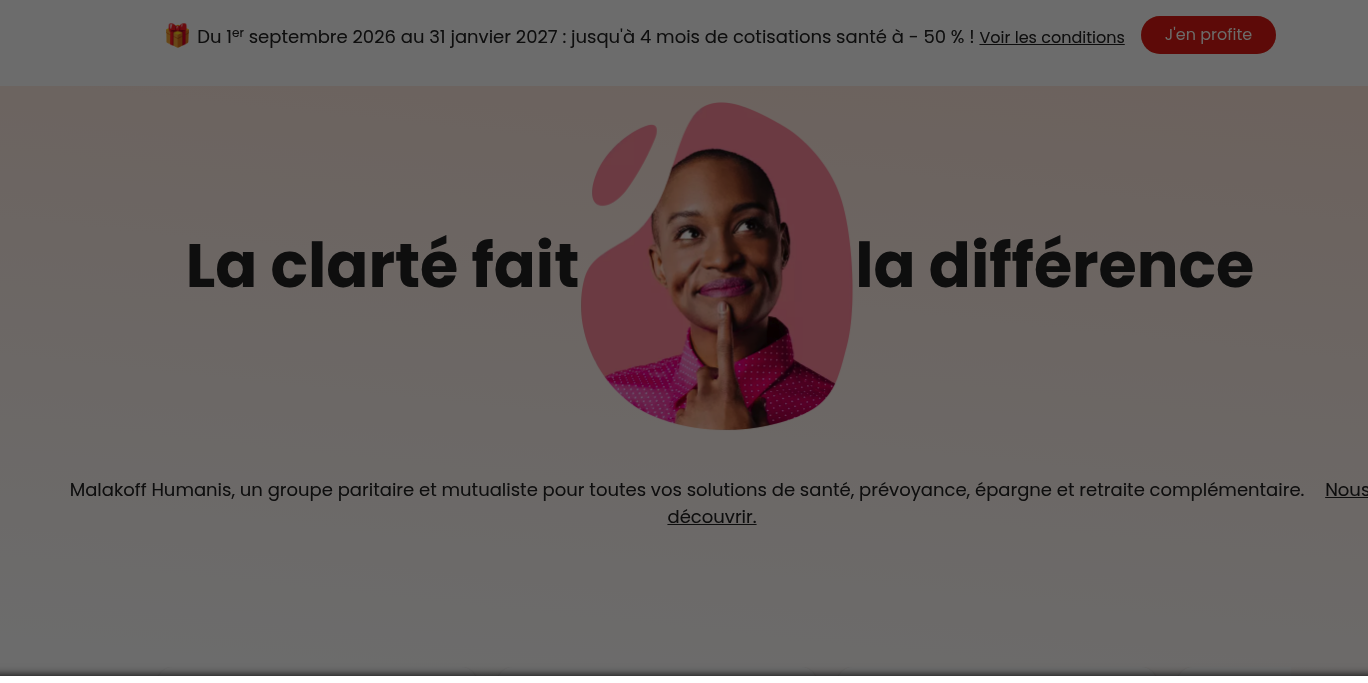 🎁 Du 1er septembre 2026 au 31 janvier 2027 : jusqu'à 4 mois de cotisations santé à - 50 % ! Voir les conditions J'en profite
La clarté fait la différence
Malakoff Humanis, un groupe paritaire et mutualiste pour toutes vos solutions de santé, prévoyance, épargne et retraite complémentaire. Nous
découvrir.